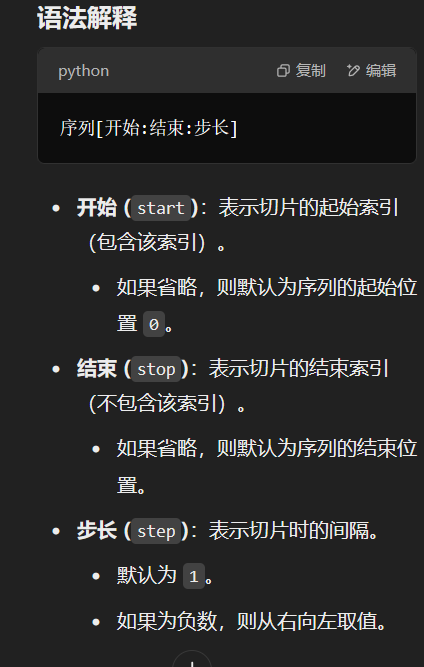 语法解释
python 复制 编辑
序列[开始:结束:步长]
开始 (start)：表示切片的起始索引
（包含该索引）。
如果省略，则默认为序列的起始位
置 0。
结束 (stop)：表示切片的结束索引
（不包含该索引）。
如果省略，则默认为序列的结束位
置。
步长 (step)：表示切片时的间隔。
默认为 1。
如果为负数，则从右向左取值。